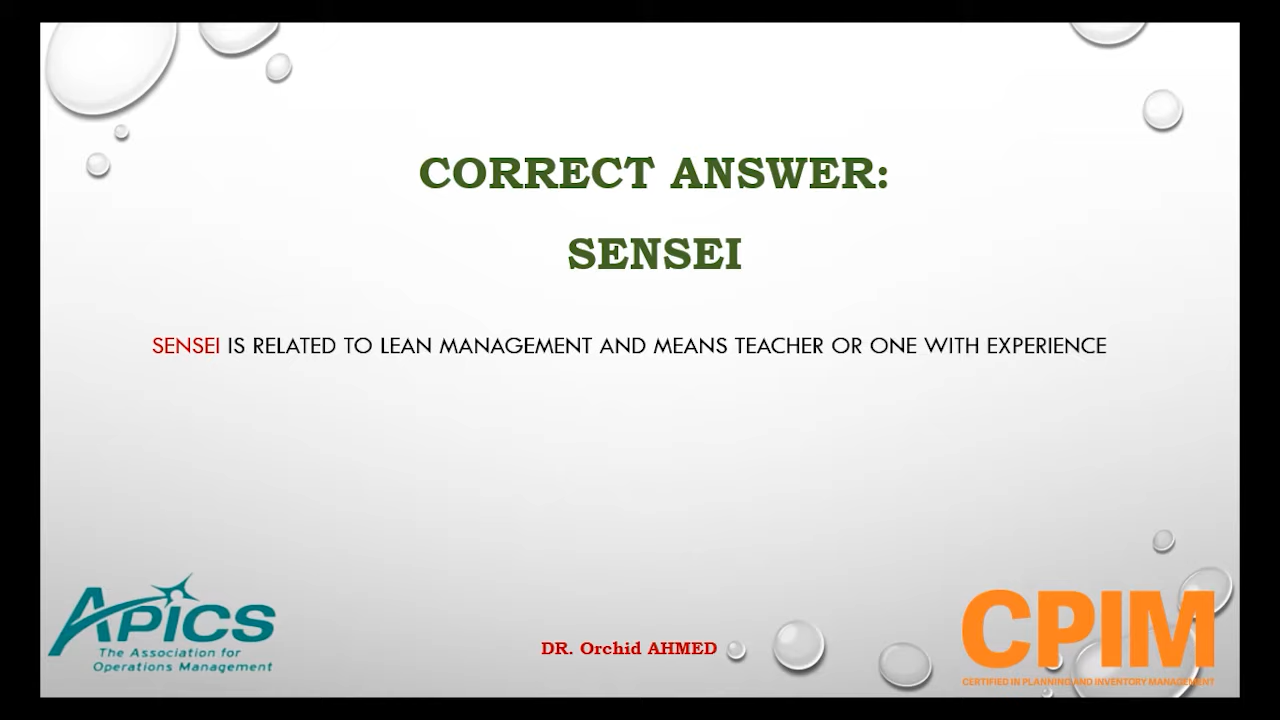 CORRECT ANSWER:
SENSEI
SENSEI IS RELATED TO LEAN MANAGEMENT AND MEANS TEACHER OR ONE WITH EXPERIENCE
APICS
The Association for
Operations Management
DR. Orchid AHMED
CPIM
CERTIFIED IN PLANNING AND INVENTORY MANAGEMENT